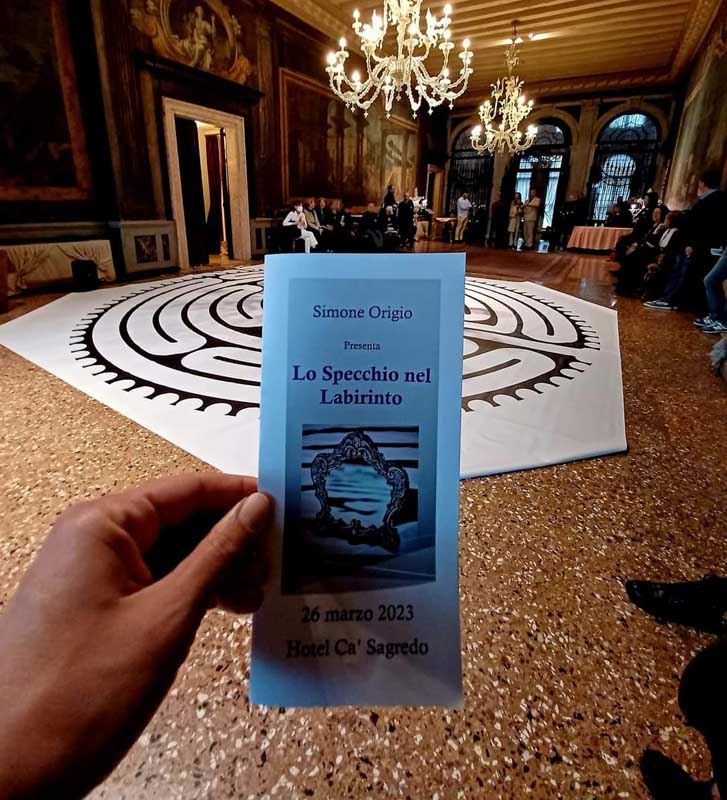 Simone Origio
Presenta
Lo Specchio nel
Labirinto
26 marzo 2023
Hotel Ca' Sagredo